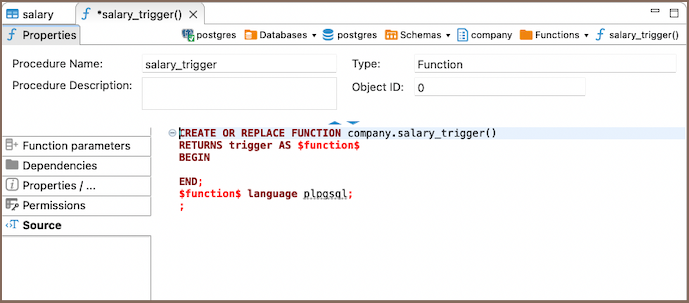 salary
*salary_trigger()
Properties
postgres Databases postgres Schemas company Functions salary_trigger()
Procedure Name: salary_trigger
Type: Function
Procedure Description:
Object ID: 0
Function parameters
Dependencies
Properties / ...
Permissions
Source
CREATE OR REPLACE FUNCTION company.salary_trigger()
RETURNS trigger AS $function$
BEGIN
END;
$function$ language plpgsql;
;